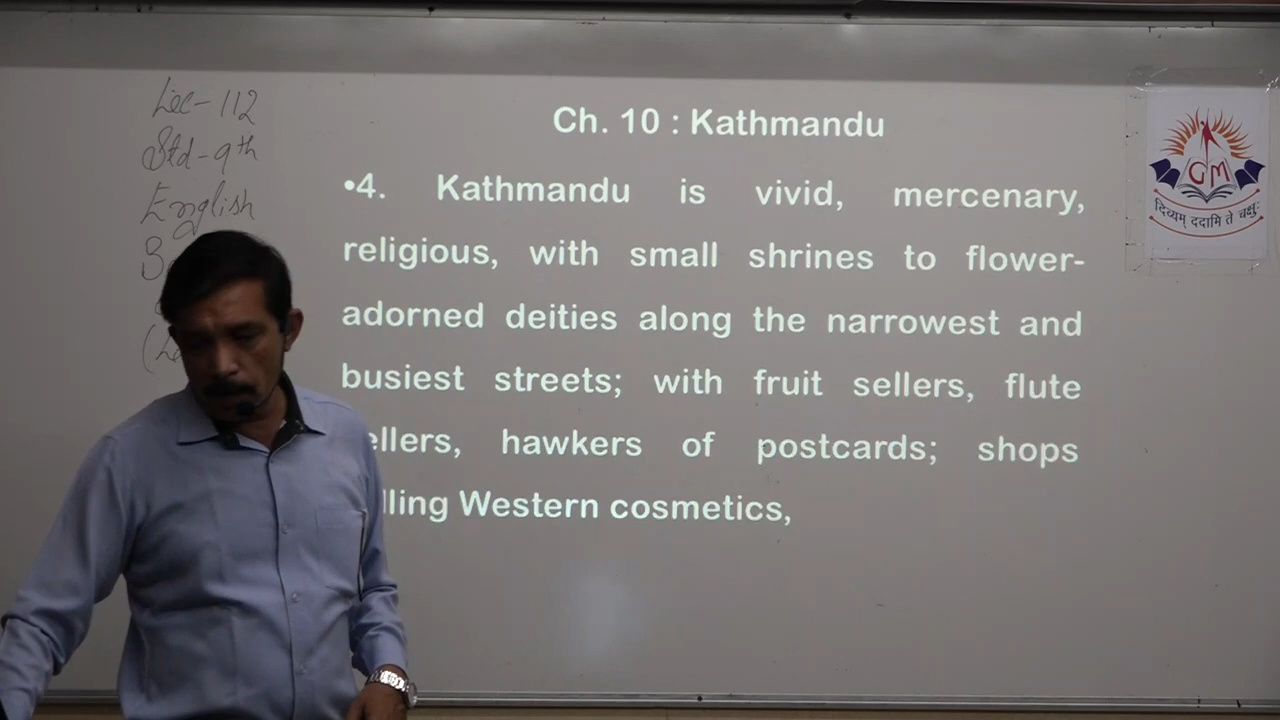 Lec-112
Std-9th
English
Ch. 10 : Kathmandu
•4. Kathmandu is vivid, mercenary,
religious, with small shrines to flower-
adorned deities along the narrowest and
busiest streets; with fruit sellers, flute
ellers, hawkers of postcards; shops
lling Western cosmetics,
GM
दिव्यम् ददामि ते चक्षुः